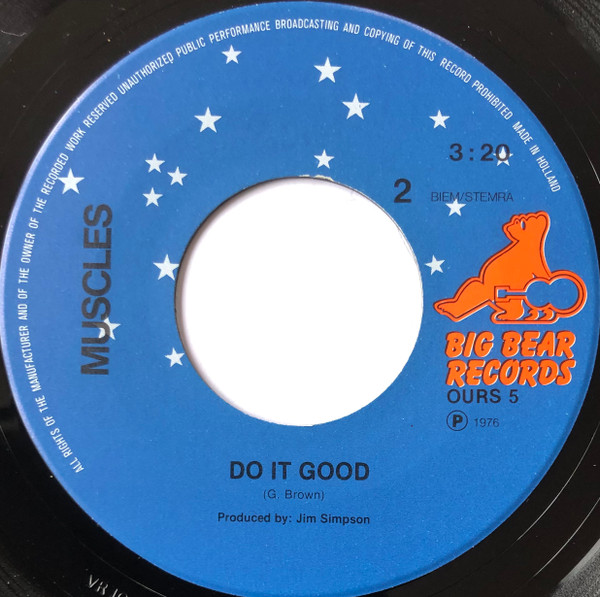 ALL RIGHTS OF THE MANUFACTURER AND OF THE OWNER OF THE RECORDED WORK RESERVED UNAUTHORIZED PUBLIC PERFORMANCE BROADCASTING AND COPYING OF THIS RECORD PROHIBITED MADE IN HOLLAND
MUSCLES
3:20
2
BIEM/STEMRA
BIG BEAR
RECORDS
OURS 5
℗ 1976
DO IT GOOD
(G. Brown)
Produced by: Jim Simpson